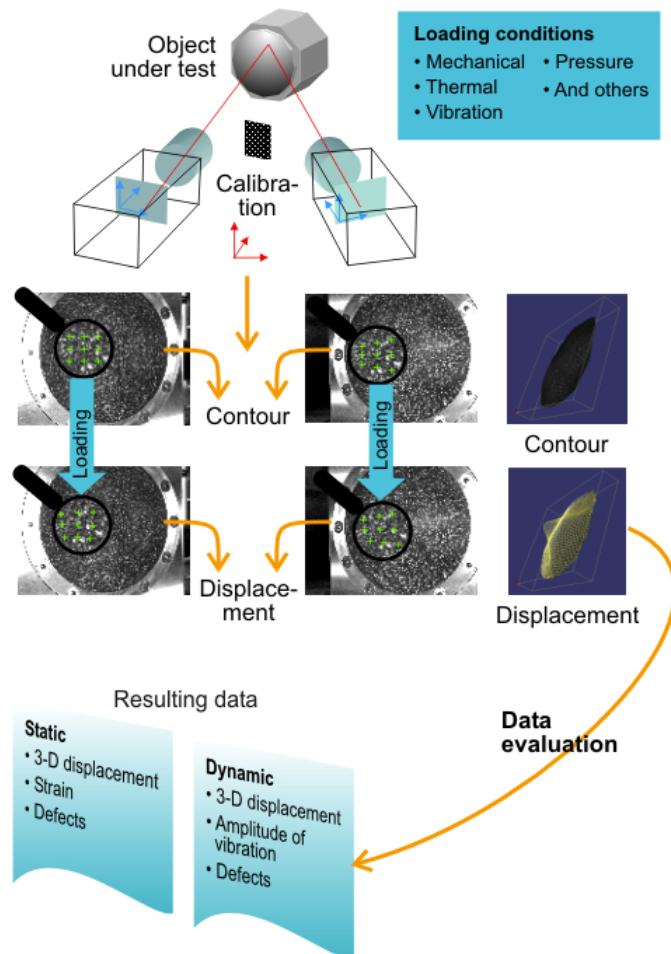 Object
under test
Loading conditions
• Mechanical
• Thermal
• Vibration
• Pressure
• And others
Calibra-
tion
Loading
Contour
Loading
Contour
Displace-
ment
Displacement
Resulting data
Data
evaluation
Static
• 3-D displacement
• Strain
• Defects
Dynamic
• 3-D displacement
• Amplitude of
vibration
• Defects